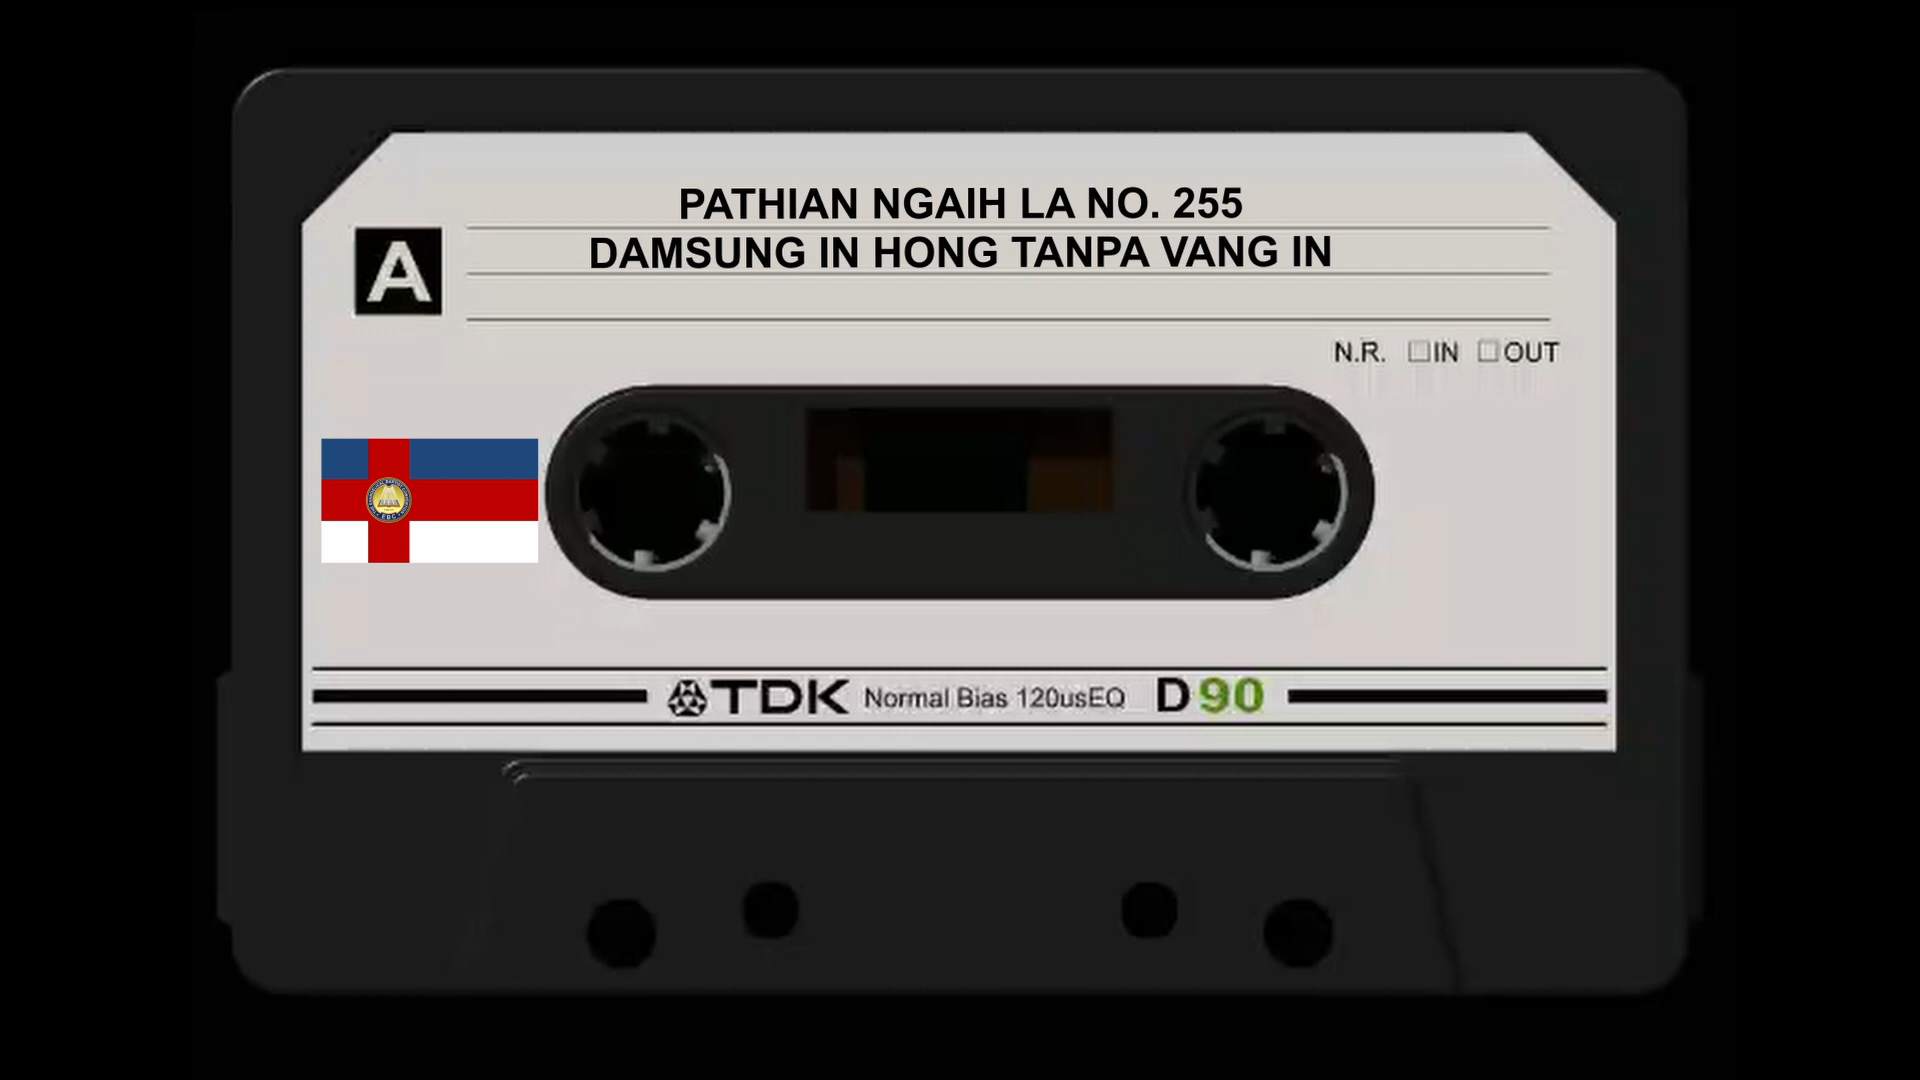 PATHIAN NGAIH LA NO. 255
DAMSUNG IN HONG TANPA VANG IN
A
N.R. IN OUT
TDK Normal Bias 120usEQ D90